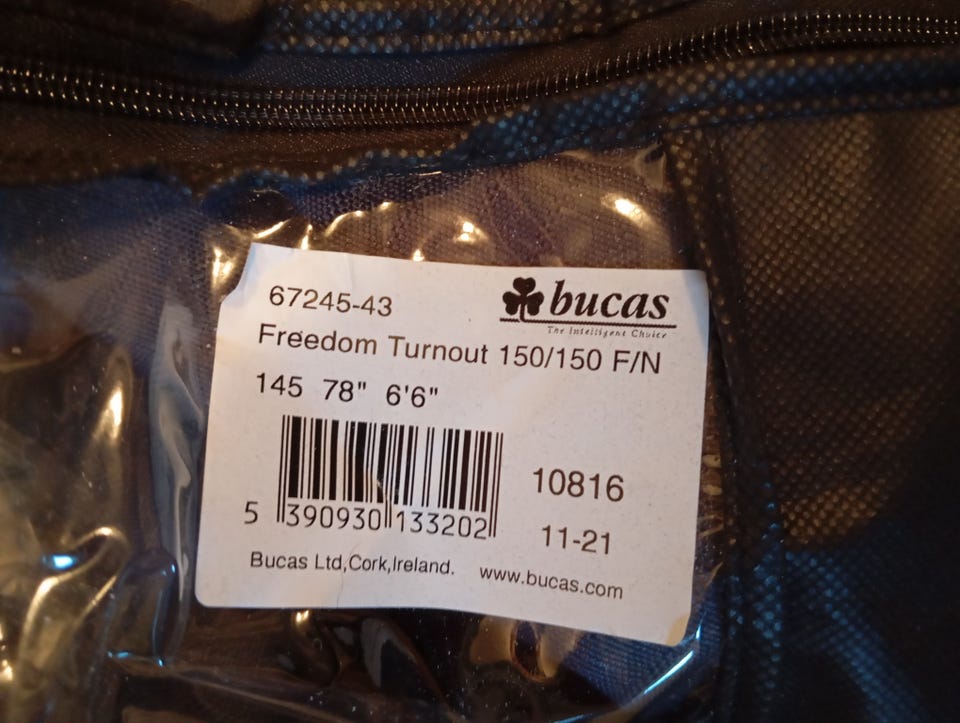 67245-43
bucas
The Intelligent Choice
Freedom Turnout 150/150 F/N
145 78" 6'6"
5 390930 133202
10816
11-21
Bucas Ltd,Cork,Ireland. www.bucas.com